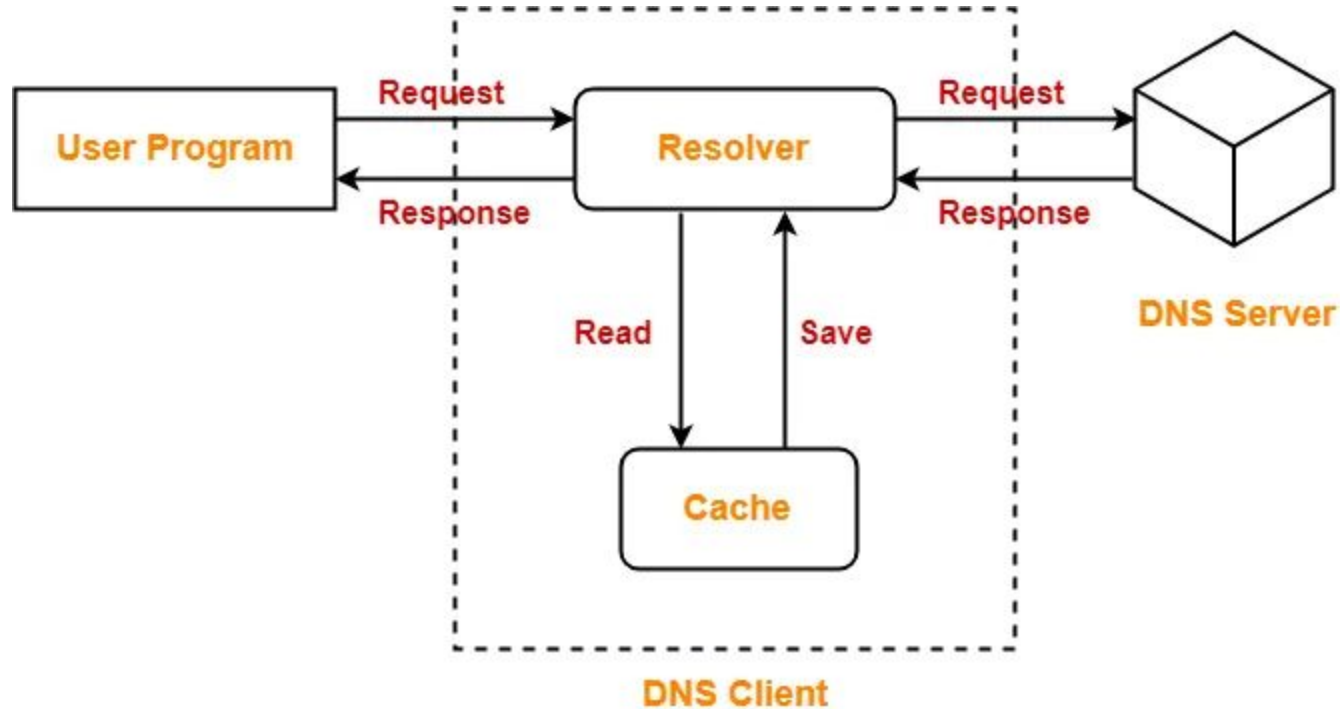 Request
Request
User Program
Resolver
Response
Response
DNS Server
Read
Save
Cache
DNS Client